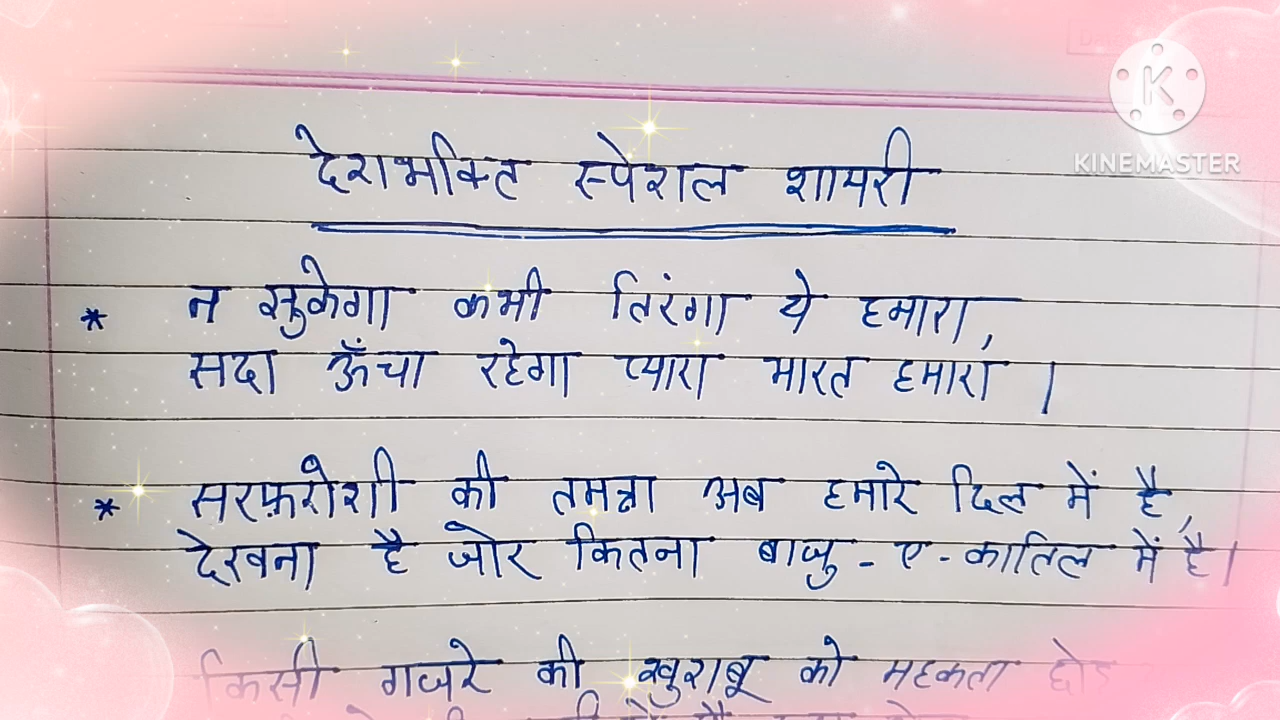 KINEMASTER
देशभक्ति स्पेशल शायरी
* न झुकेगा कभी तिरंगा ये हमारा,
सदा ऊँचा रहेगा प्यारा भारत हमारा ।
* सरफ़रोशी की तमन्ना अब हमारे दिल में है,
देखना है जोर कितना बाजु - ए - कातिल में है।
किसी गजरे की खुशबू को महकता छोड़